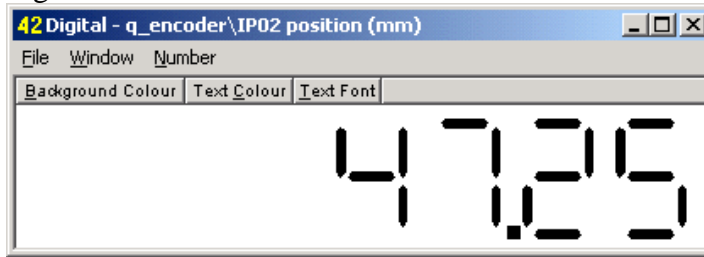 42 Digital - q_encoder\IP02 position (mm)
File Window Number
Background Colour Text Colour Text Font
47.25